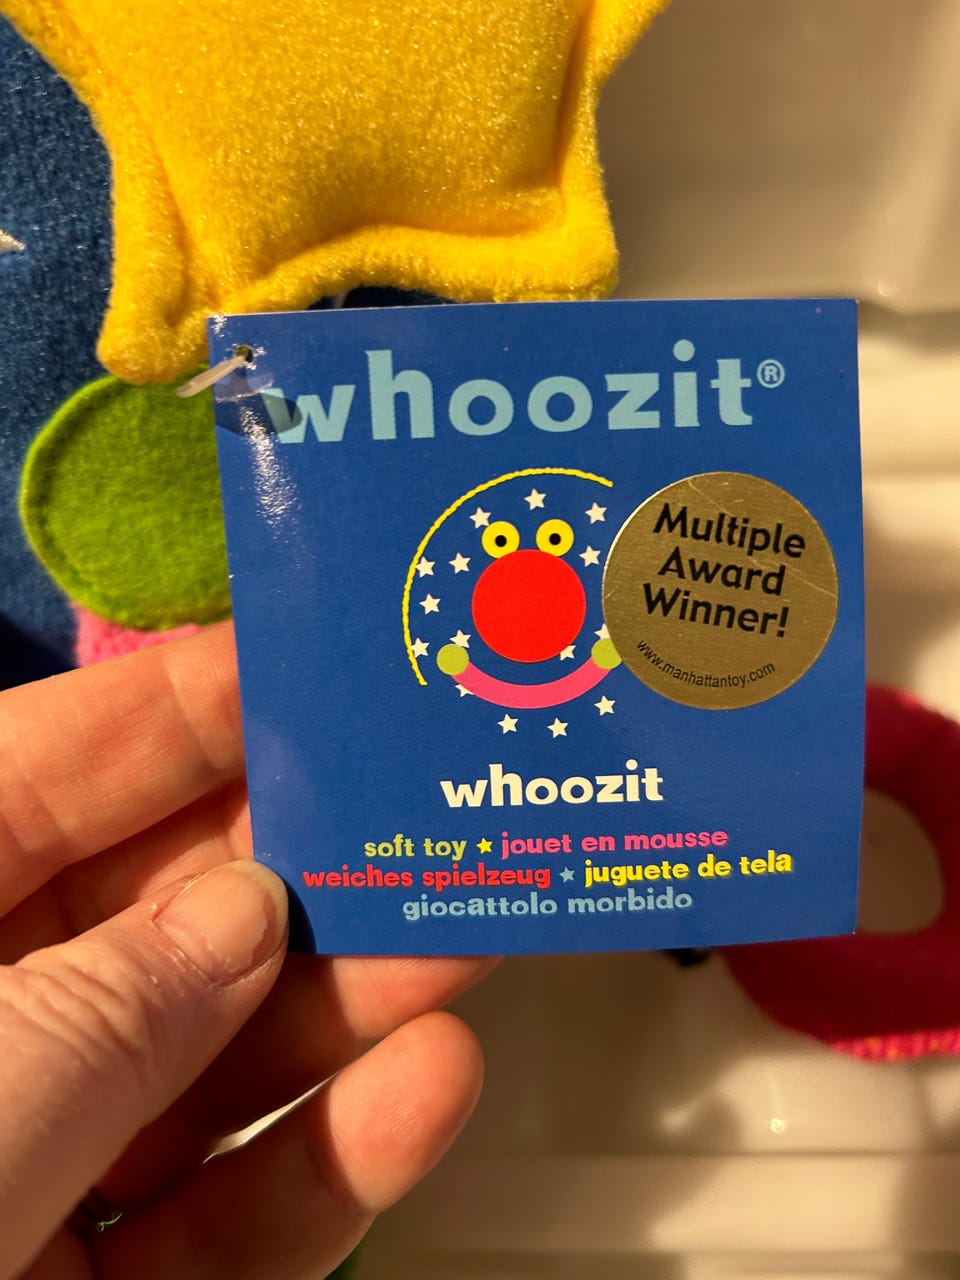 whoozit®
Multiple
Award
Winner!
www.manhattantoy.com
whoozit
soft toy ★ jouet en mousse
weiches spielzeug ★ juguete de tela
giocattolo morbido